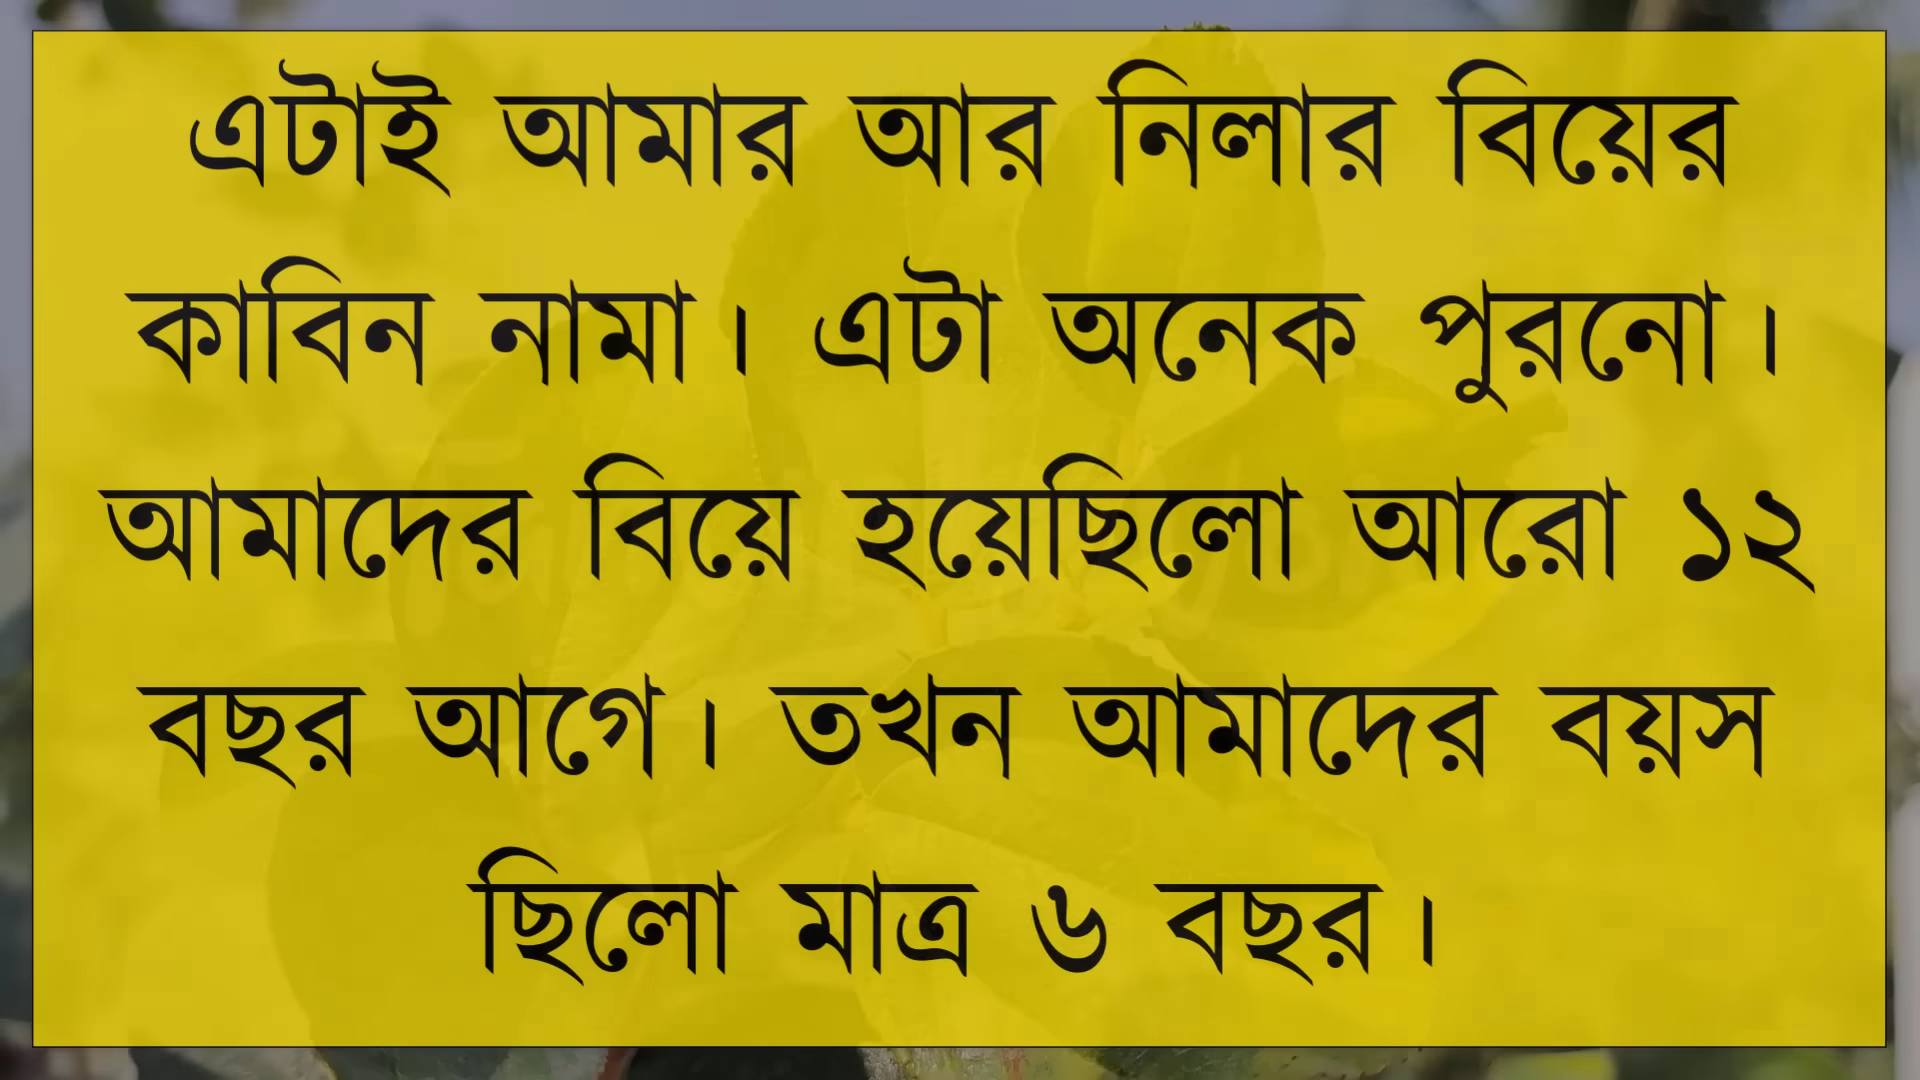 এটাই আমার আর নিলার বিয়ের
কাবিন নামা। এটা অনেক পুরনো।
আমাদের বিয়ে হয়েছিলো আরো ১২
বছর আগে। তখন আমাদের বয়স
ছিলো মাত্র ৬ বছর।